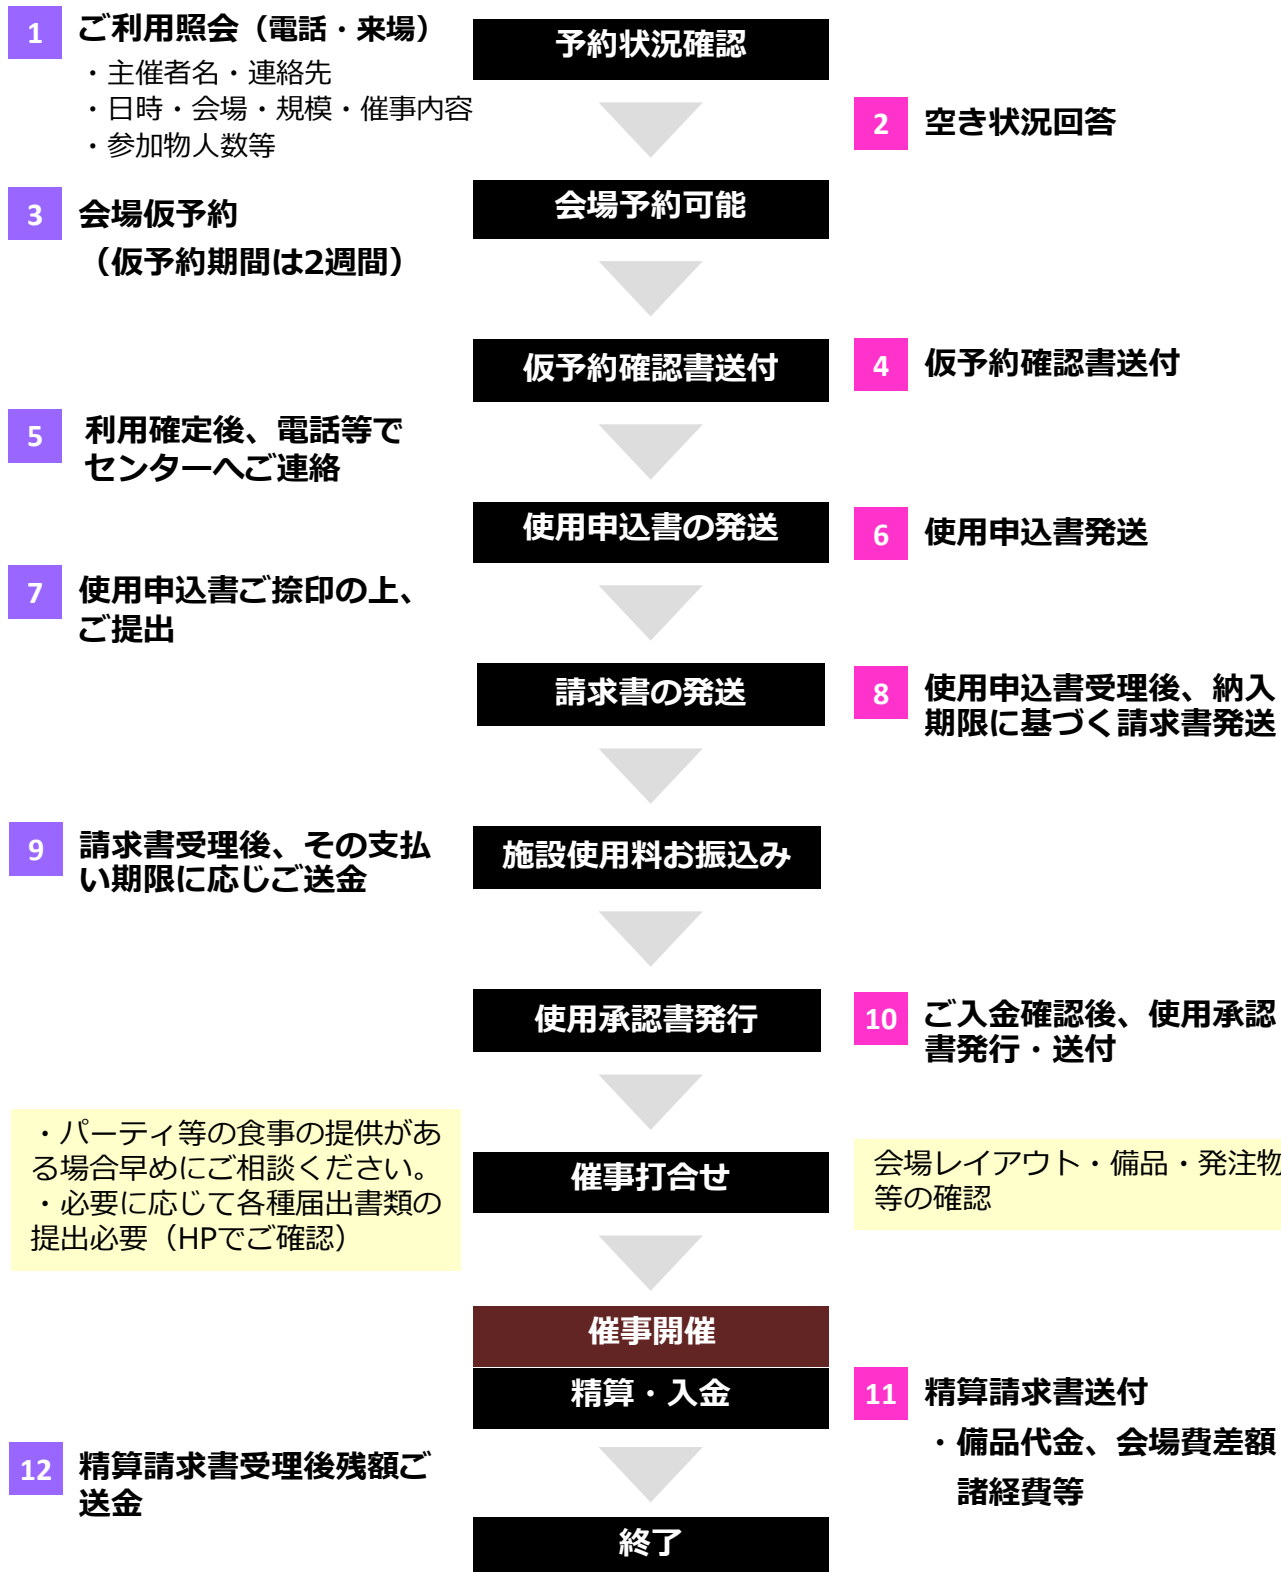 1 ご利用照会（電話・来場）
・主催者名・連絡先
・日時・会場・規模・催事内容
・参加物人数等
予約状況確認
2 空き状況回答
3 会場仮予約
（仮予約期間は2週間）
会場予約可能
仮予約確認書送付
4 仮予約確認書送付
5 利用確定後、電話等で
センターへご連絡
使用申込書の発送
6 使用申込書発送
7 使用申込書ご捺印の上、
ご提出
請求書の発送
8 使用申込書受理後、納入
期限に基づく請求書発送
9 請求書受理後、その支払
い期限に応じご送金
施設使用料お振込み
使用承認書発行
10 ご入金確認後、使用承認
書発行・送付
・パーティ等の食事の提供があ
る場合早めにご相談ください。
・必要に応じて各種届出書類の
提出必要（HPでご確認）
催事打合せ
会場レイアウト・備品・発注物
等の確認
催事開催
精算・入金
11 精算請求書送付
・備品代金、会場費差額
諸経費等
12 精算請求書受理後残額ご
送金
終了